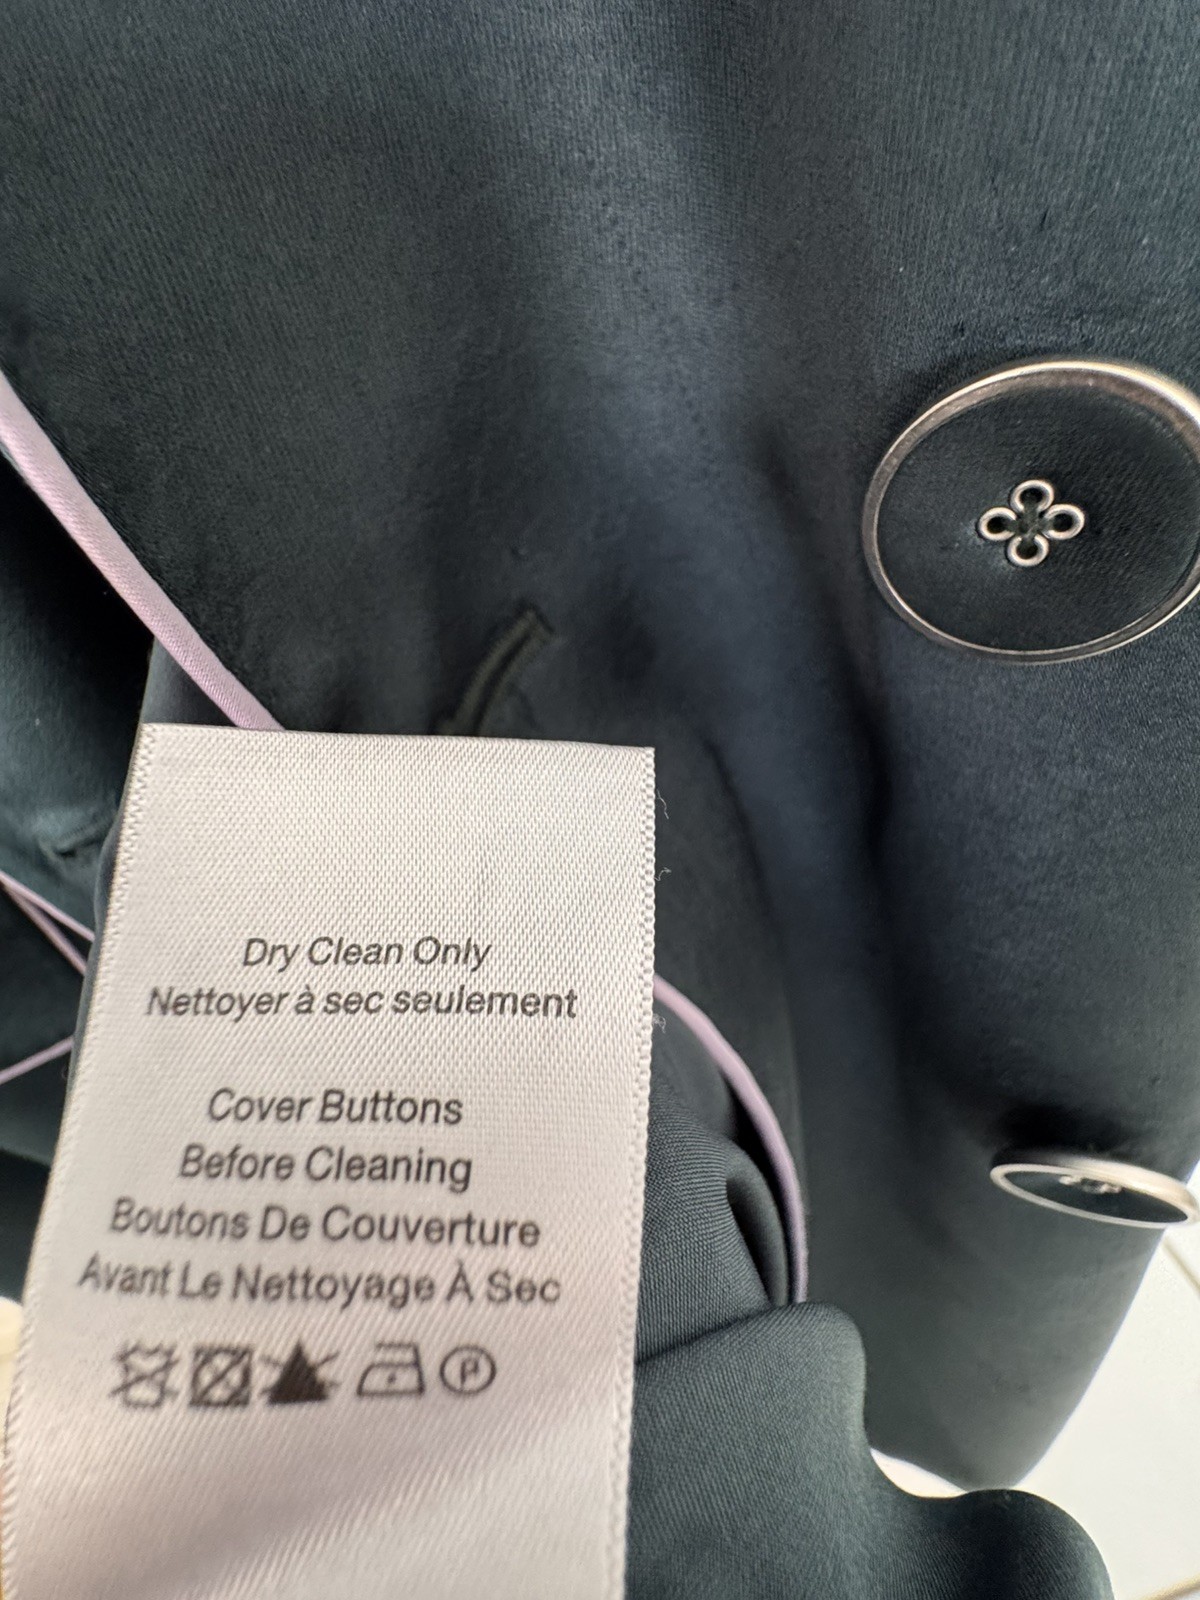 Dry Clean Only
Nettoyer à sec seulement
Cover Buttons
Before Cleaning
Boutons De Couverture
Avant Le Nettoyage À Sec
P